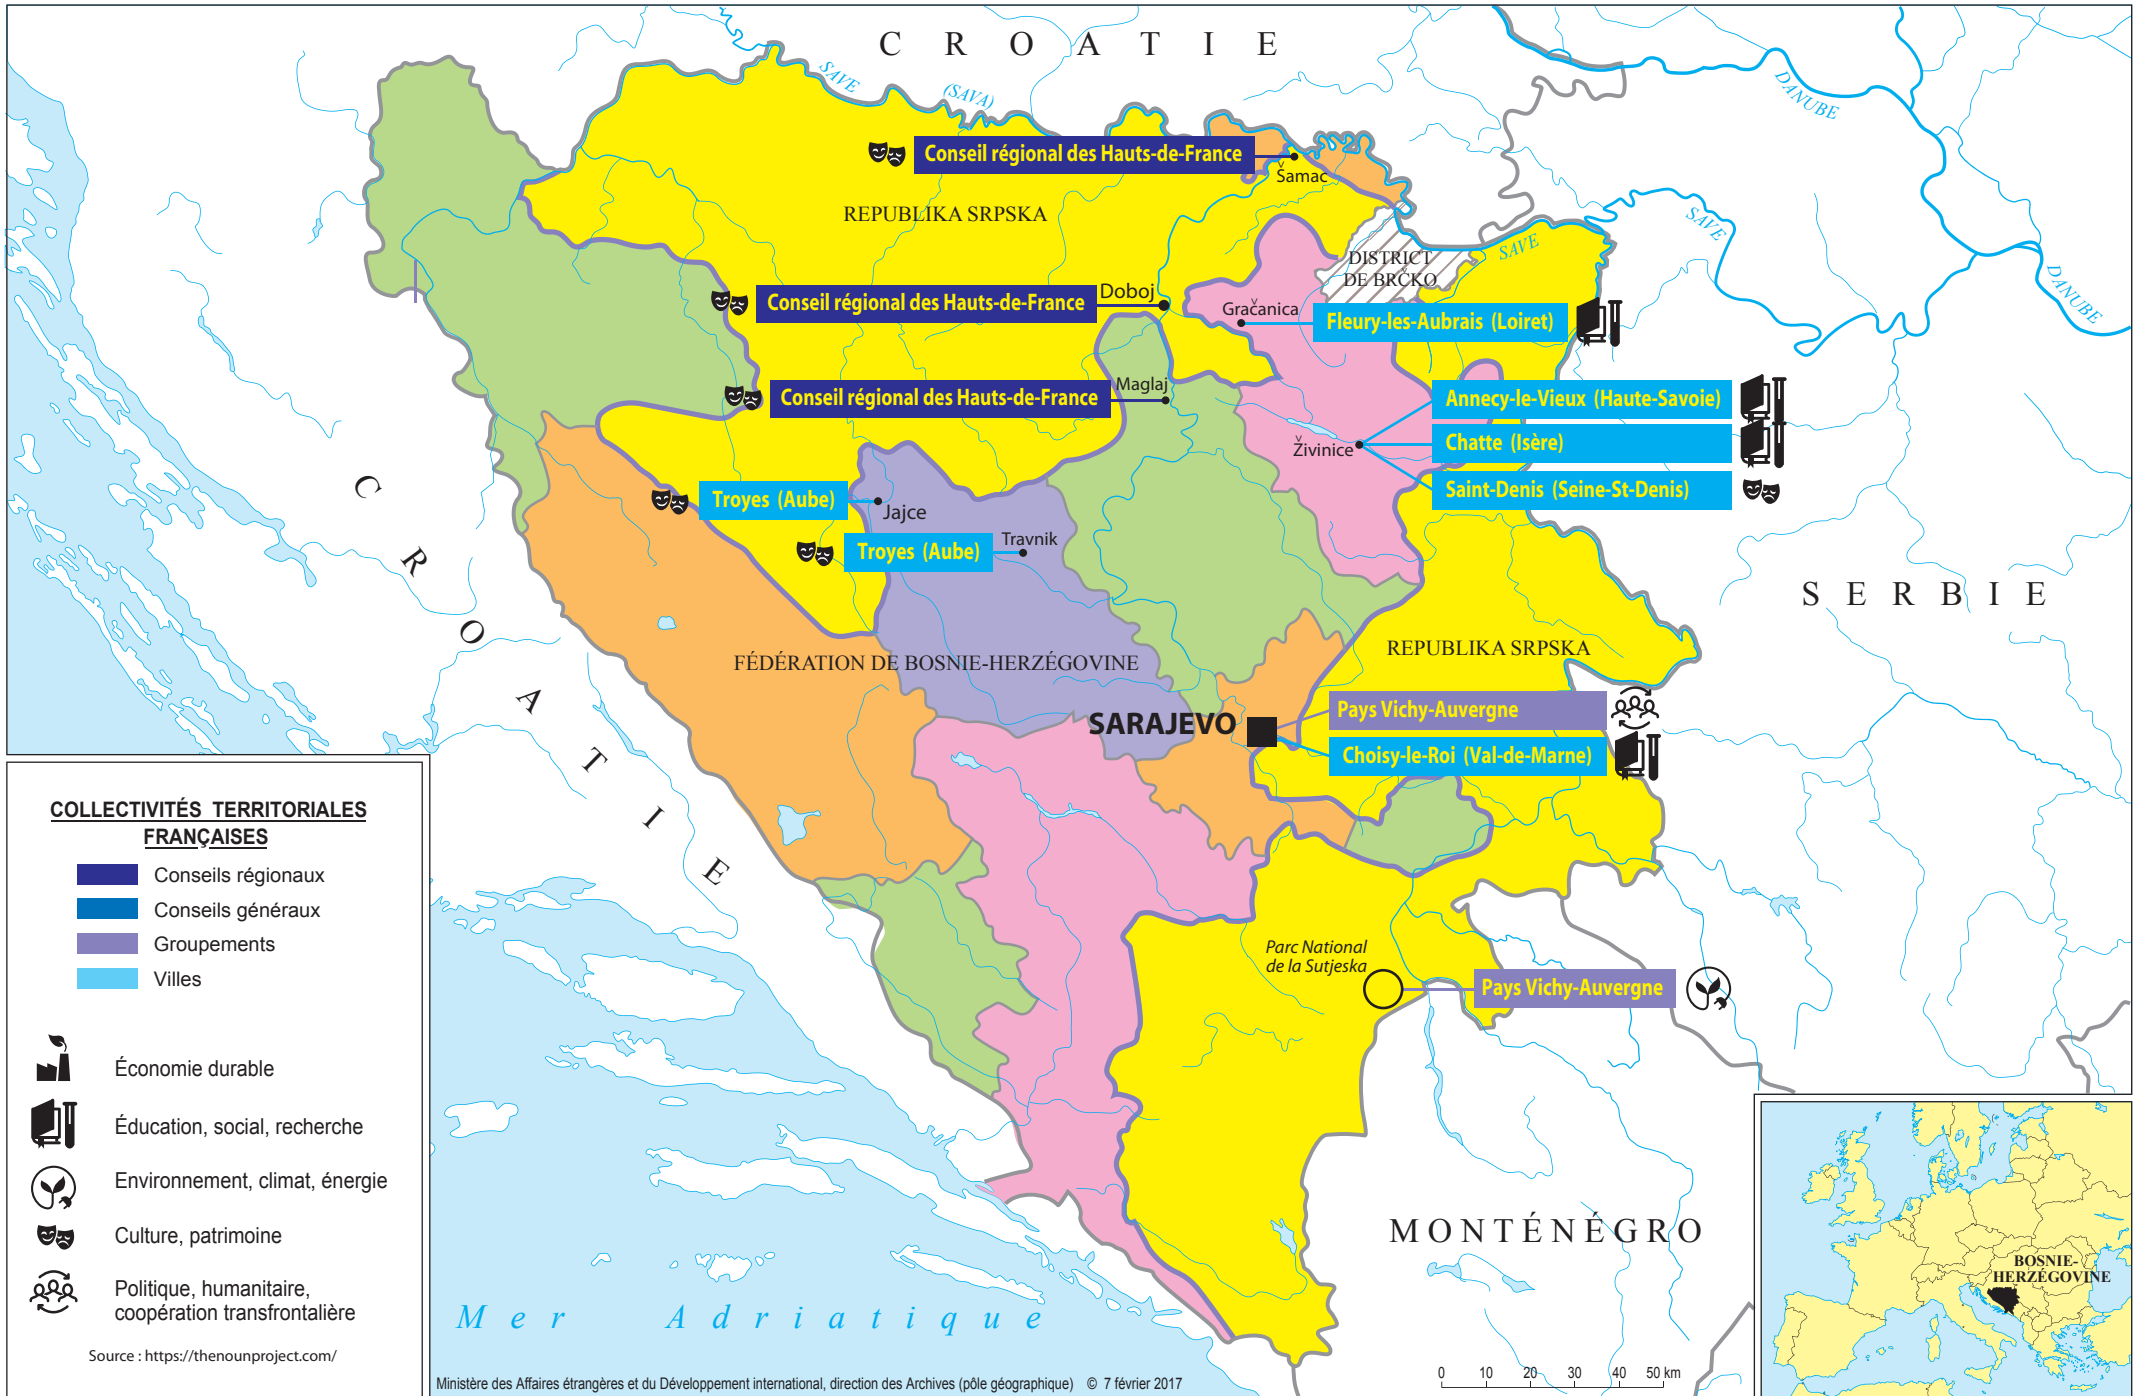 CROATIE
SAVE
(SAVA)
DANUBE
Conseil régional des Hauts-de-France
Šamac
REPUBLIKA SRPSKA
SAVE
SAVE
DISTRICT
DE BRČKO
DANUBE
Conseil régional des Hauts-de-France
Doboj
Gračanica
Fleury-les-Aubrais (Loiret)
Conseil régional des Hauts-de-France
Maglaj
Annecy-le-Vieux (Haute-Savoie)
Živinice
Chatte (Isère)
Saint-Denis (Seine-St-Denis)
Troyes (Aube)
Jajce
Troyes (Aube)
Travnik
CROATIE
SERBIE
REPUBLIKA SRPSKA
FÉDÉRATION DE BOSNIE-HERZÉGOVINE
SARAJEVO
Pays Vichy-Auvergne
Choisy-le-Roi (Val-de-Marne)
Parc National
de la Sutjeska
Pays Vichy-Auvergne
MONTÉNÉGRO
Mer Adriatique
COLLECTIVITÉS TERRITORIALES
FRANÇAISES
Conseils régionaux
Conseils généraux
Groupements
Villes
Économie durable
Éducation, social, recherche
Environnement, climat, énergie
Culture, patrimoine
Politique, humanitaire,
coopération transfrontalière
Source : https://thenounproject.com/
Ministère des Affaires étrangères et du Développement international, direction des Archives (pôle géographique) © 7 février 2017
0 10 20 30 40 50 km
BOSNIE-
HERZÉGOVINE